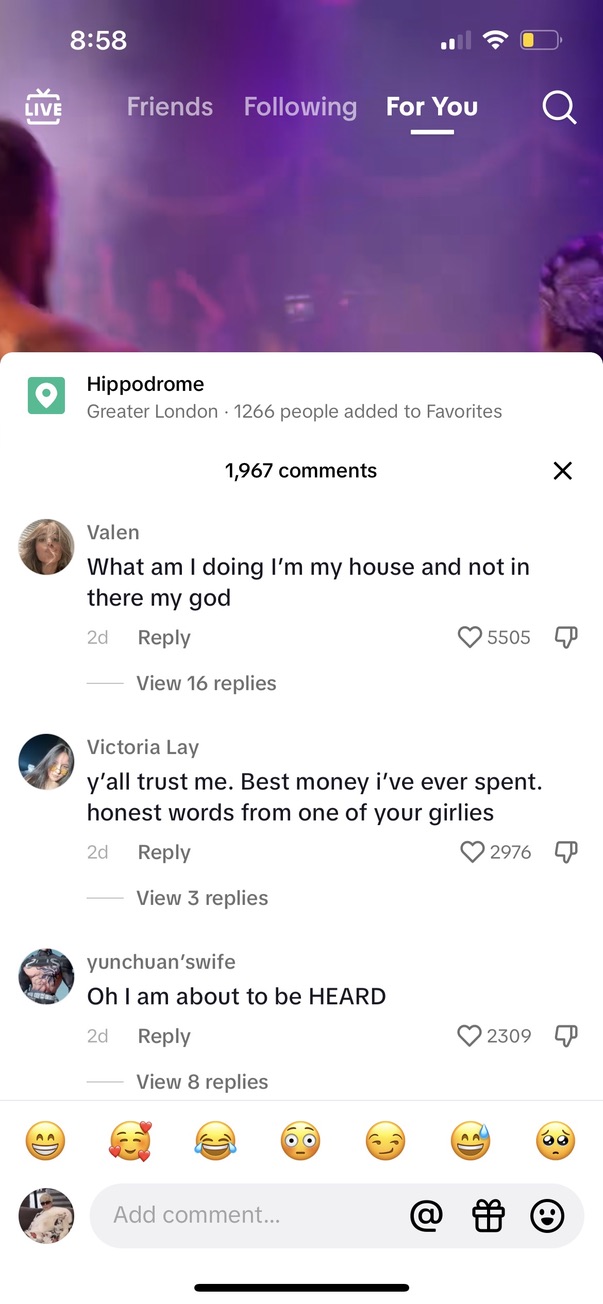 8:58
LIVE
Friends
Following
For You
Hippodrome
Greater London · 1266 people added to Favorites
1,967 comments
Valen
What am I doing I’m my house and not in
there my god
2d
Reply
5505
View 16 replies
Victoria Lay
y’all trust me. Best money i’ve ever spent.
honest words from one of your girlies
2d
Reply
2976
View 3 replies
yunchuan’swife
Oh I am about to be HEARD
2d
Reply
2309
View 8 replies
Add comment...
@